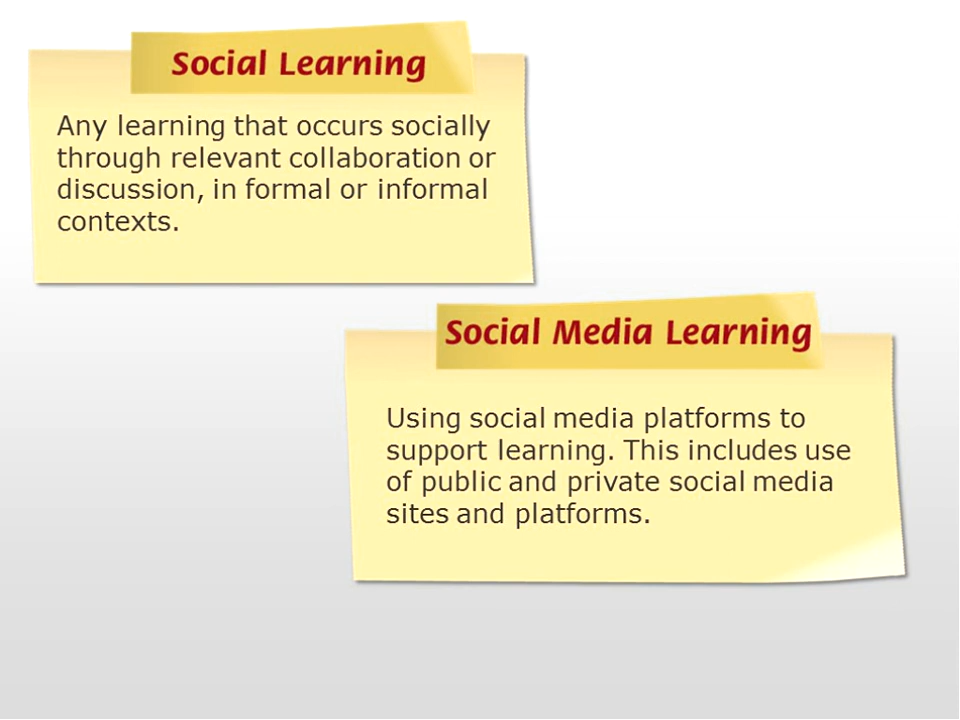 Social Learning
Any learning that occurs socially
through relevant collaboration or
discussion, in formal or informal
contexts.
Social Media Learning
Using social media platforms to
support learning. This includes use
of public and private social media
sites and platforms.